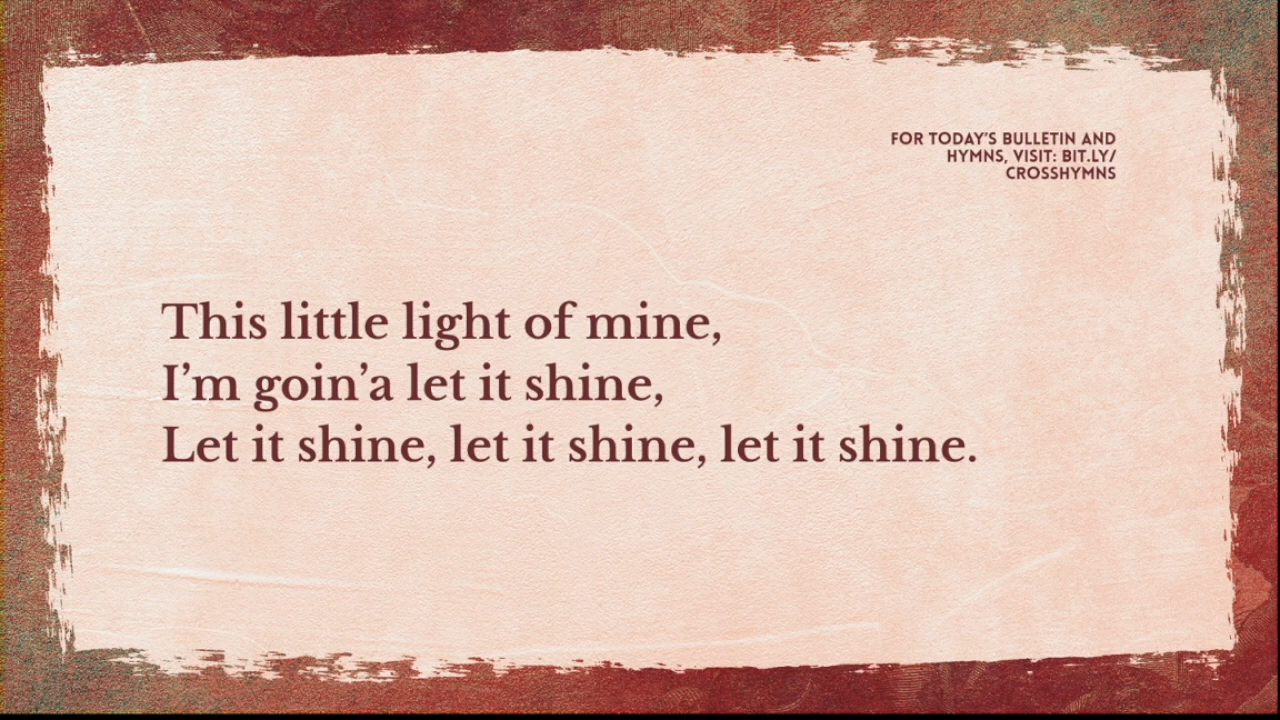 FOR TODAY'S BULLETIN AND
HYMNS, VISIT: BIT.LY/
CROSSHYMNS
This little light of mine,
I'm goin'a let it shine,
Let it shine, let it shine, let it shine.